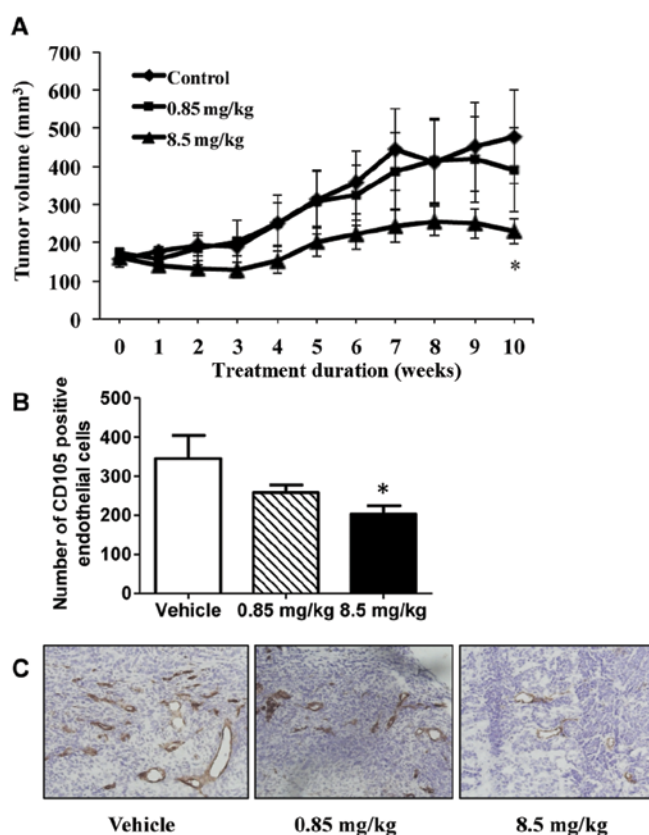 A
Tumor volume (mm³)
700
600
500
400
300
200
100
0
Control
0.85 mg/kg
8.5 mg/kg
*
0 1 2 3 4 5 6 7 8 9 10
Treatment duration (weeks)
B
Number of CD105 positive
endothelial cells
500
400
300
200
100
0
*
Vehicle 0.85 mg/kg 8.5 mg/kg
C
Vehicle 0.85 mg/kg 8.5 mg/kg